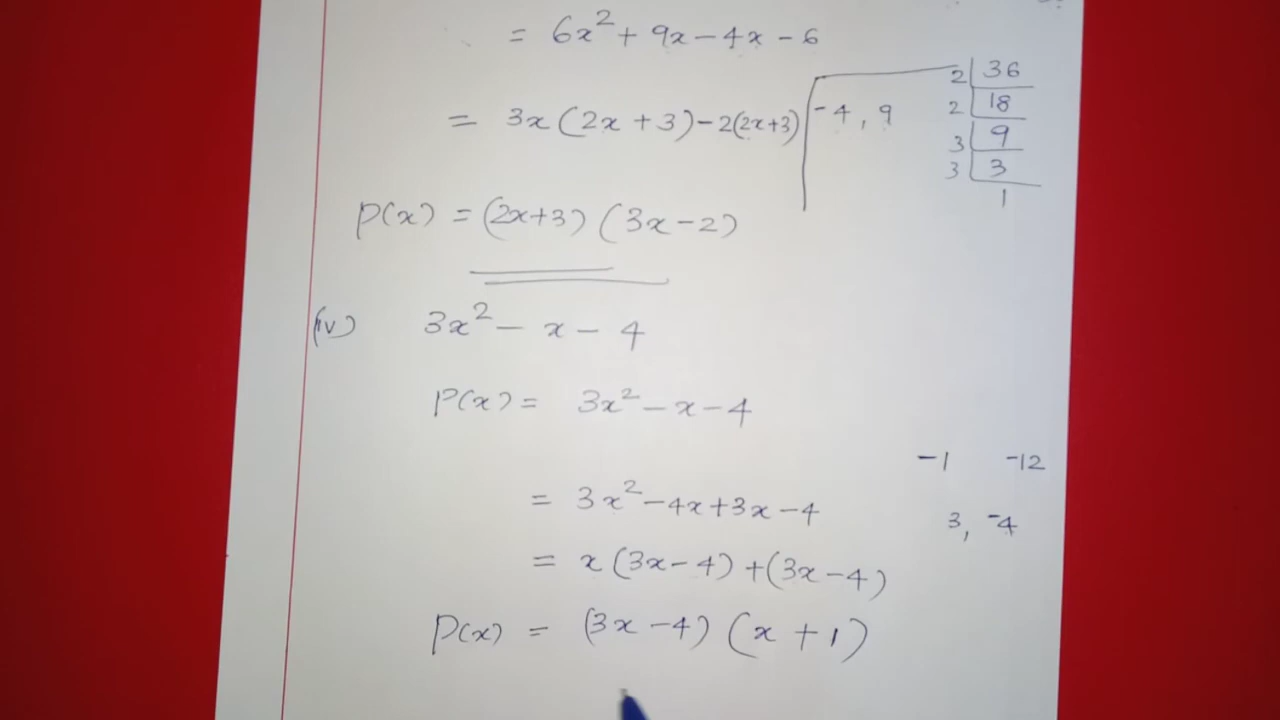 = 6x² + 9x - 4x - 6
= 3x(2x + 3) - 2(2x+3)
-4, 9
2 | 36
2 | 18
3 | 9
3 | 3
1
P(x) = (2x+3) (3x-2)
(iv) 3x² - x - 4
P(x) = 3x² - x - 4
-1 -12
= 3x² - 4x + 3x - 4
3, -4
= x(3x-4) + (3x-4)
P(x) = (3x-4) (x+1)